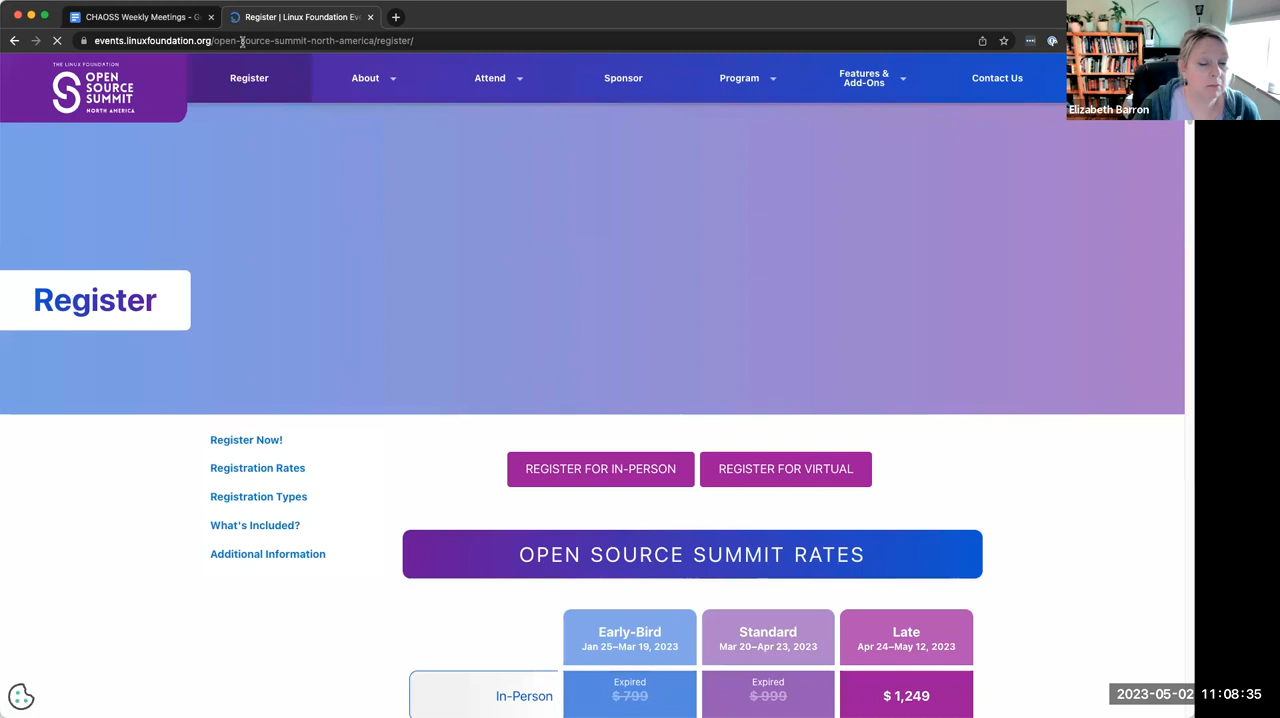 CHAOSS Weekly Meetings - G
Register | Linux Foundation Eve
events.linuxfoundation.org/open-source-summit-north-america/register/
THE LINUX FOUNDATION
OPEN
SOURCE
SUMMIT
NORTH AMERICA
Register
About
Attend
Sponsor
Program
Features &
Add-Ons
Contact Us
Elizabeth Barron
Register
Register Now!
Registration Rates
Registration Types
What's Included?
Additional Information
REGISTER FOR IN-PERSON
REGISTER FOR VIRTUAL
OPEN SOURCE SUMMIT RATES
Early-Bird
Jan 25–Mar 19, 2023
Standard
Mar 20–Apr 23, 2023
Late
Apr 24–May 12, 2023
In-Person
Expired
$ 799
Expired
$ 999
$ 1,249
2023-05-02 11:08:35